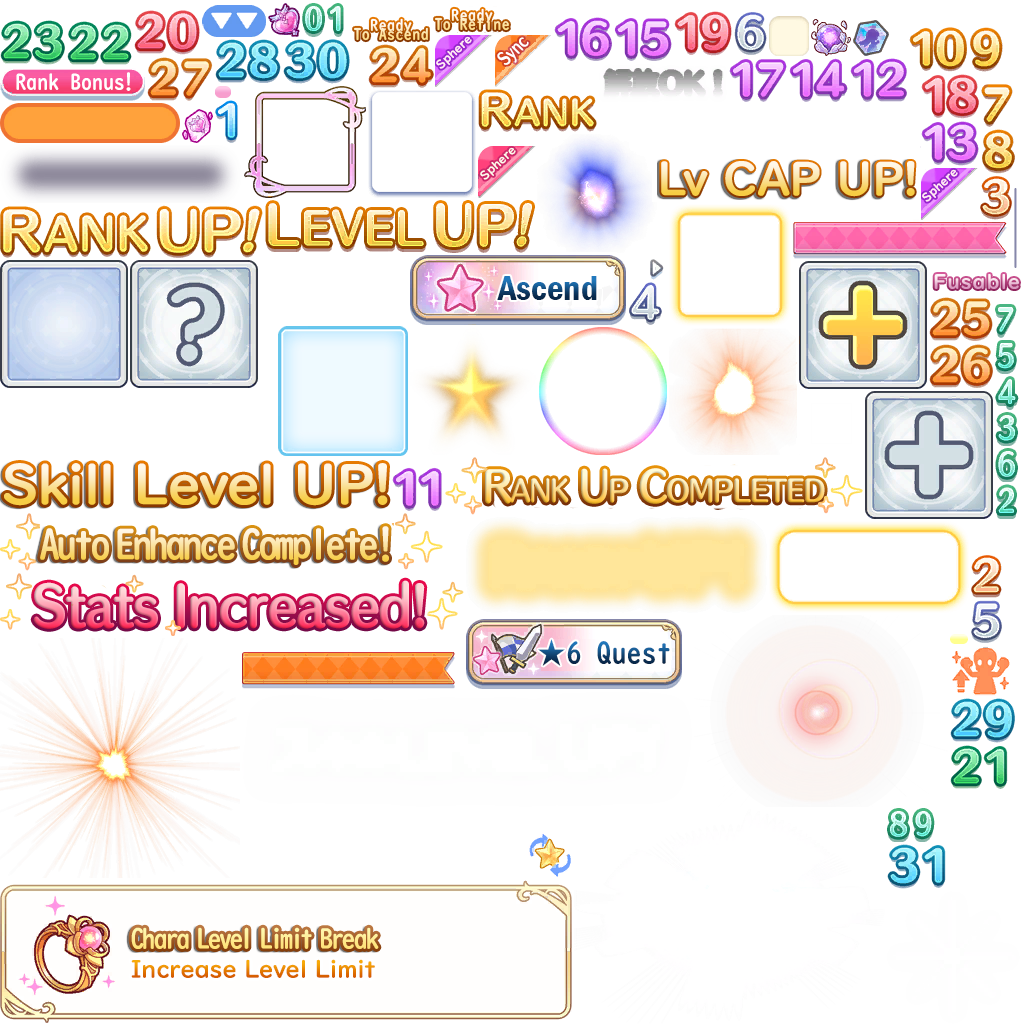 23
22
20
01
Ready
To Ascend
Ready
To Refine
Sphere
Sync
16
15
19
6
10
9
28
30
27
24
OK!
17
14
12
Rank Bonus!
1
RANK
18
7
13
8
Sphere
Lv CAP UP!
Sphere
3
RANK UP!
LEVEL UP!
Ascend
4
?
Fusable
25
7
26
5
4
3
6
2
Skill Level UP!
11
RANK UP COMPLETED
Auto Enhance Complete!
Stats Increased!
2
5
★6 Quest
29
21
89
31
Chara Level Limit Break
Increase Level Limit